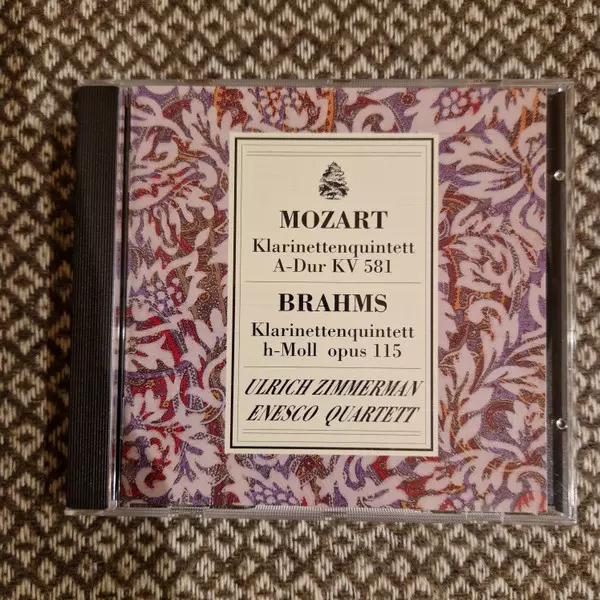 MOZART
Klarinettenquintett
A-Dur KV 581
BRAHMS
Klarinettenquintett
h-Moll opus 115
ULRICH ZIMMERMAN
ENESCO QUARTETT